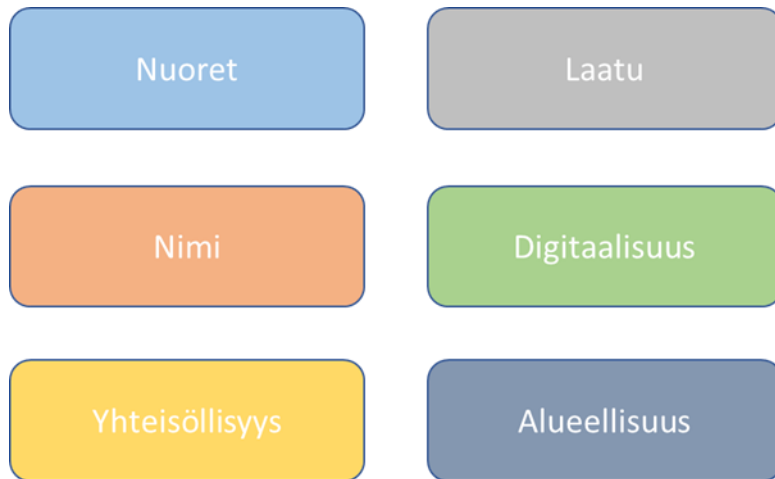 Nuoret
Laatu
Nimi
Digitaalisuus
Yhteisöllisyys
Alueellisuus